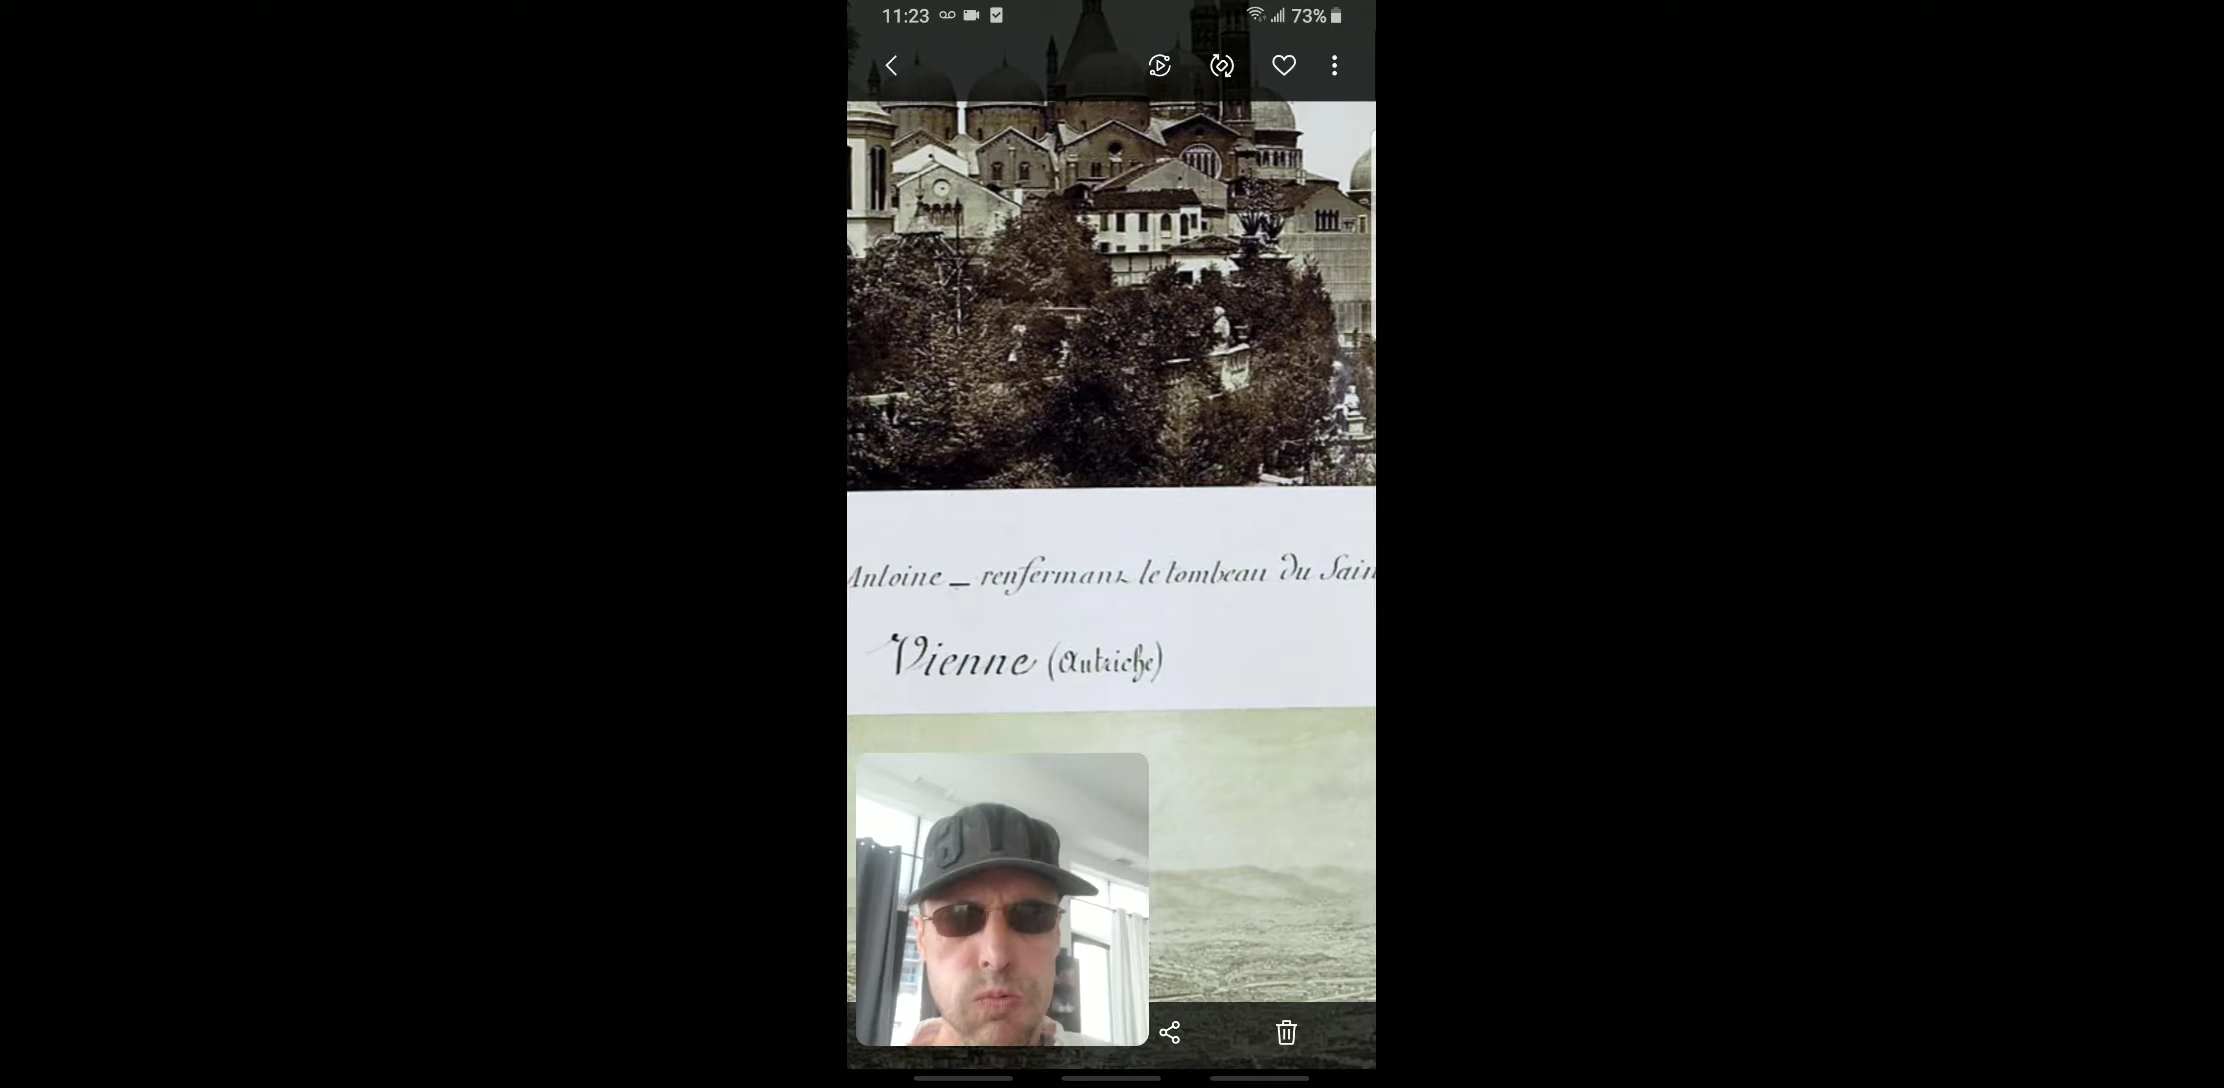 11:23
73%
Antoine _ renfermant le tombeau du Sain
Vienne (Autriche)